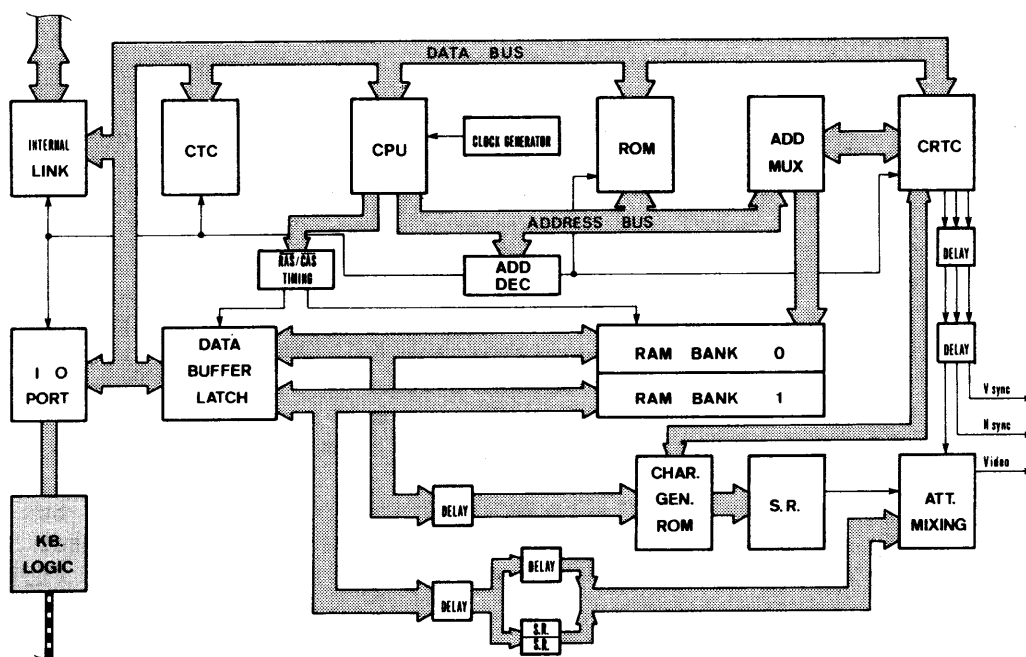 DATA BUS
INTERNAL
LINK
CTC
CPU
CLOCK GENERATOR
ROM
ADD
MUX
CRTC
ADDRESS BUS
RAS/CAS
TIMING
ADD
DEC
DELAY
DATA
BUFFER
LATCH
RAM BANK 0
RAM BANK 1
I O
PORT
DELAY
V sync
H sync
Video
CHAR.
GEN.
ROM
S.R.
ATT.
MIXING
DELAY
KB.
LOGIC
DELAY
DELAY
S.R.
S.R.